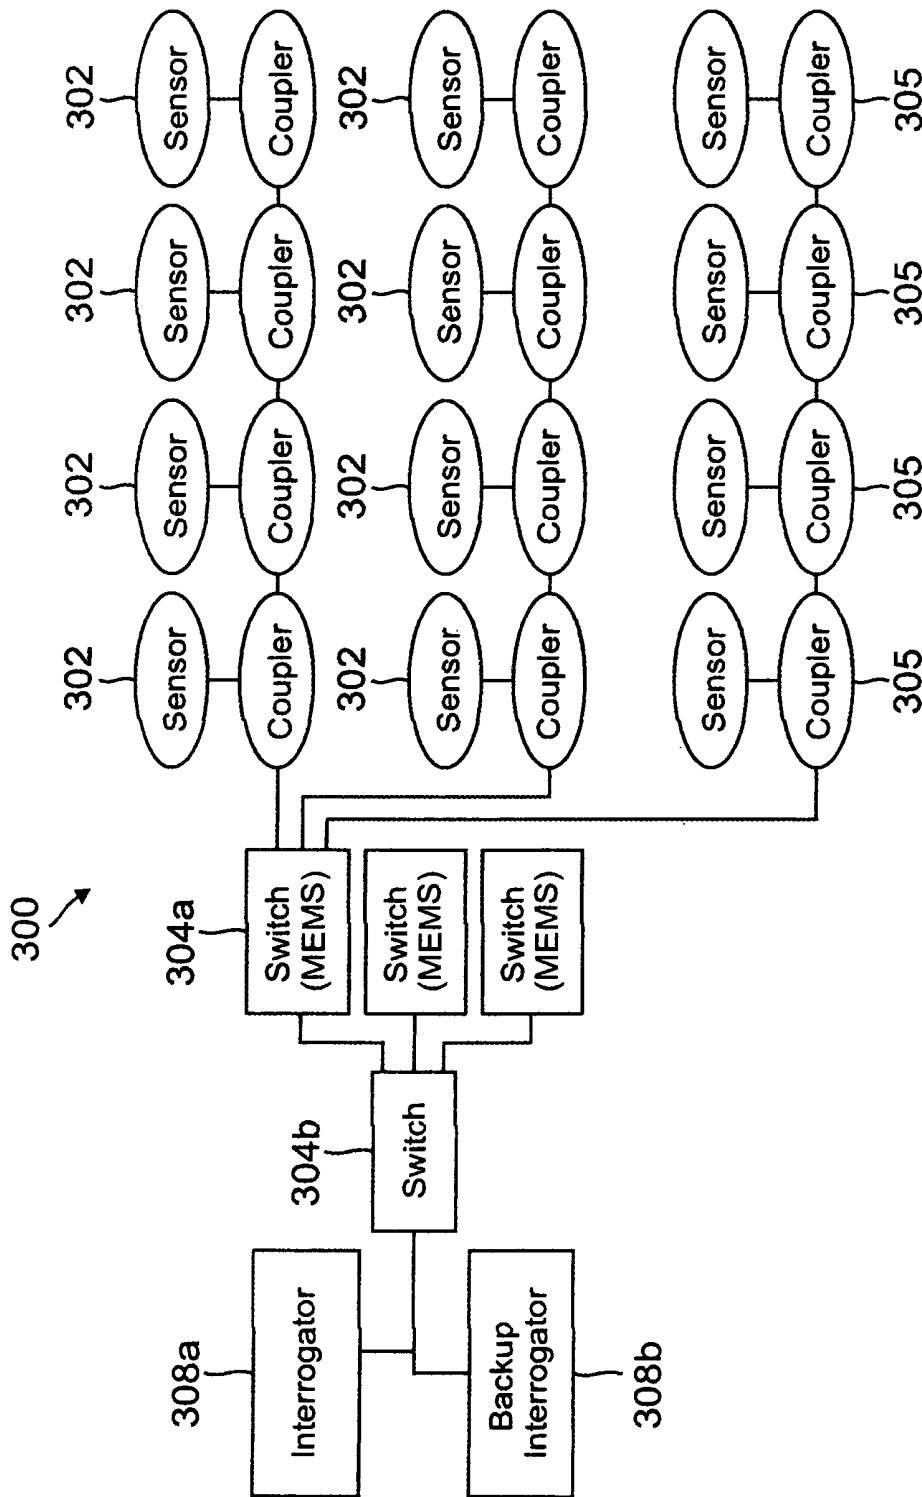 300
302
302
302
302
308a
304a
Sensor
Sensor
Sensor
Sensor
Interrogator
304b
Switch
(MEMS)
Coupler
Coupler
Coupler
Coupler
302
302
302
302
Switch
Switch
(MEMS)
Sensor
Sensor
Sensor
Sensor
Backup
Interrogator
Switch
(MEMS)
Coupler
Coupler
Coupler
Coupler
308b
Sensor
Sensor
Sensor
Sensor
Coupler
Coupler
Coupler
Coupler
305
305
305
305